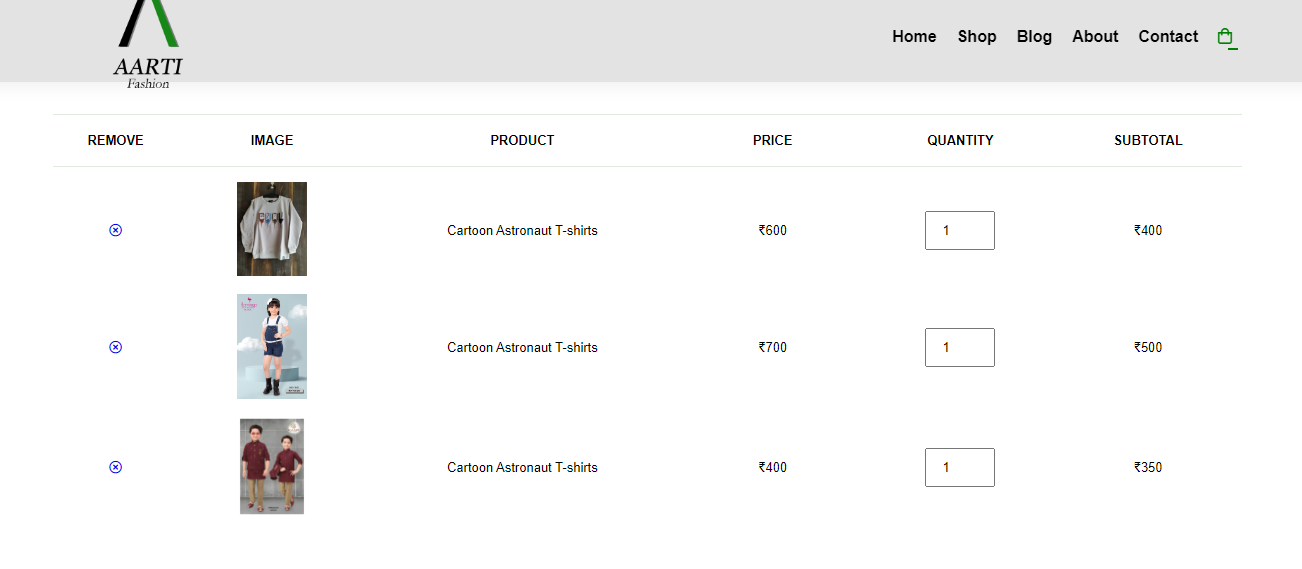 AARTI
Fashion
Home Shop Blog About Contact
REMOVE IMAGE PRODUCT PRICE QUANTITY SUBTOTAL
Cartoon Astronaut T-shirts ₹600 1 ₹400
Cartoon Astronaut T-shirts ₹700 1 ₹500
Cartoon Astronaut T-shirts ₹400 1 ₹350